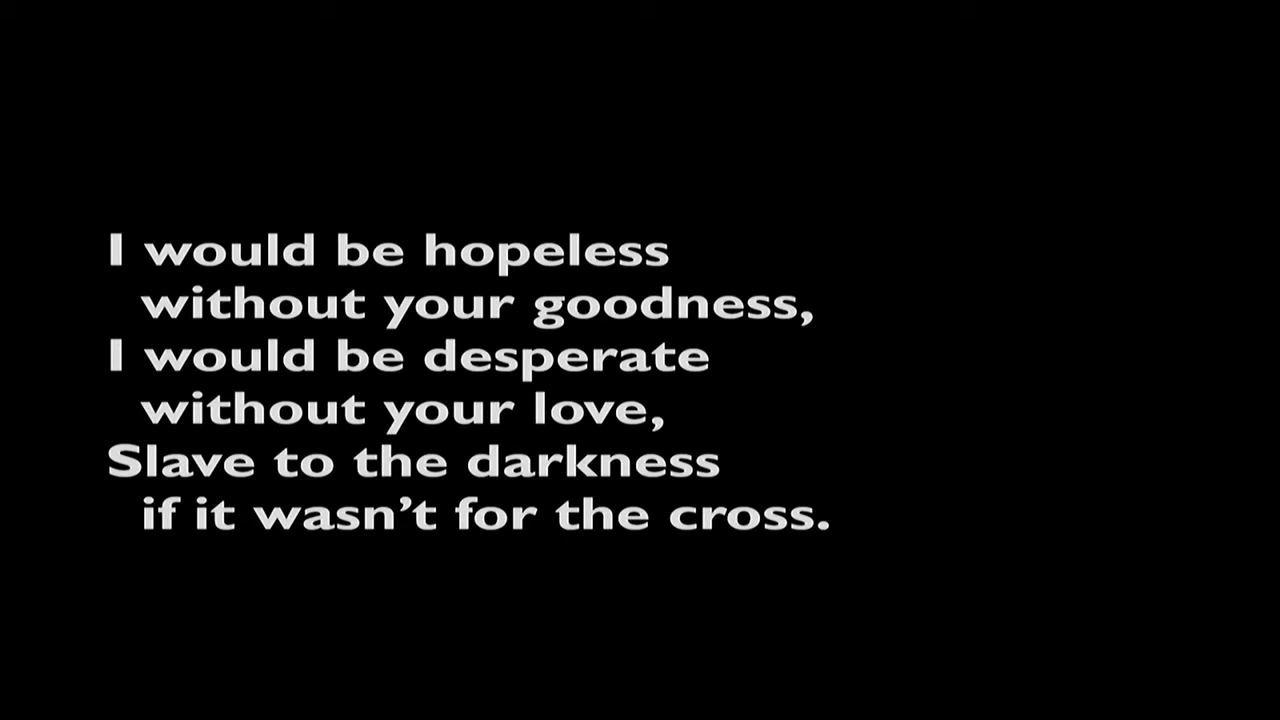 I would be hopeless
without your goodness,
I would be desperate
without your love,
Slave to the darkness
if it wasn’t for the cross.